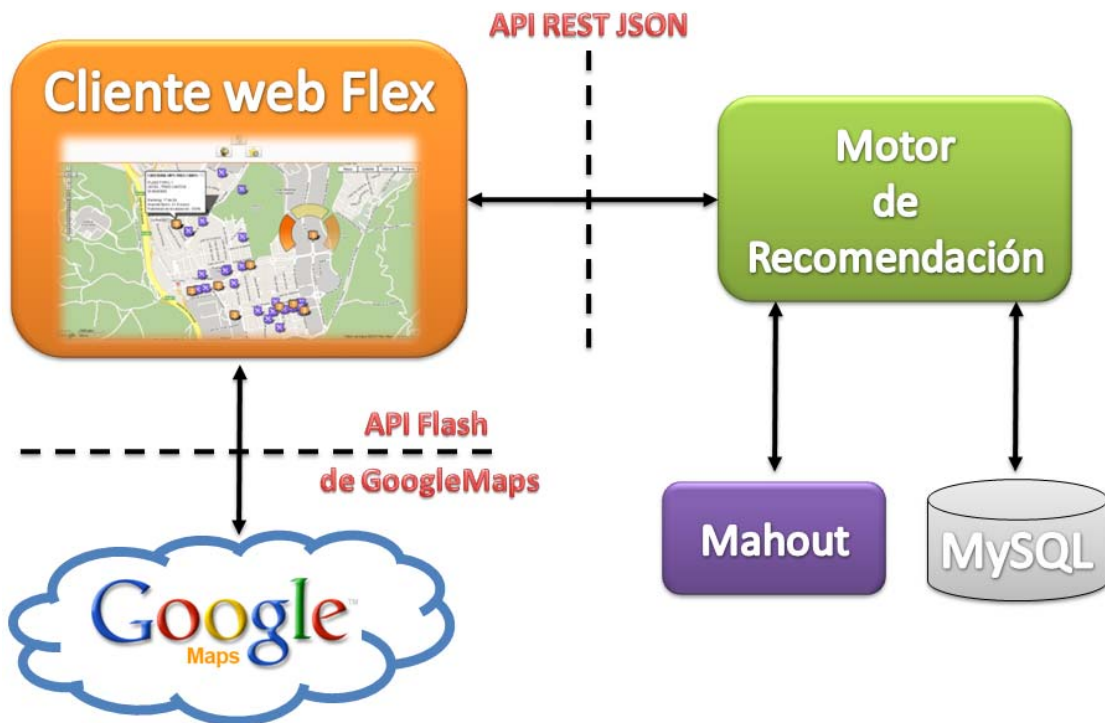 API REST JSON
Cliente web Flex
Motor
de
Recomendación
API Flash
de GoogleMaps
Mahout
MySQL
Google
Maps